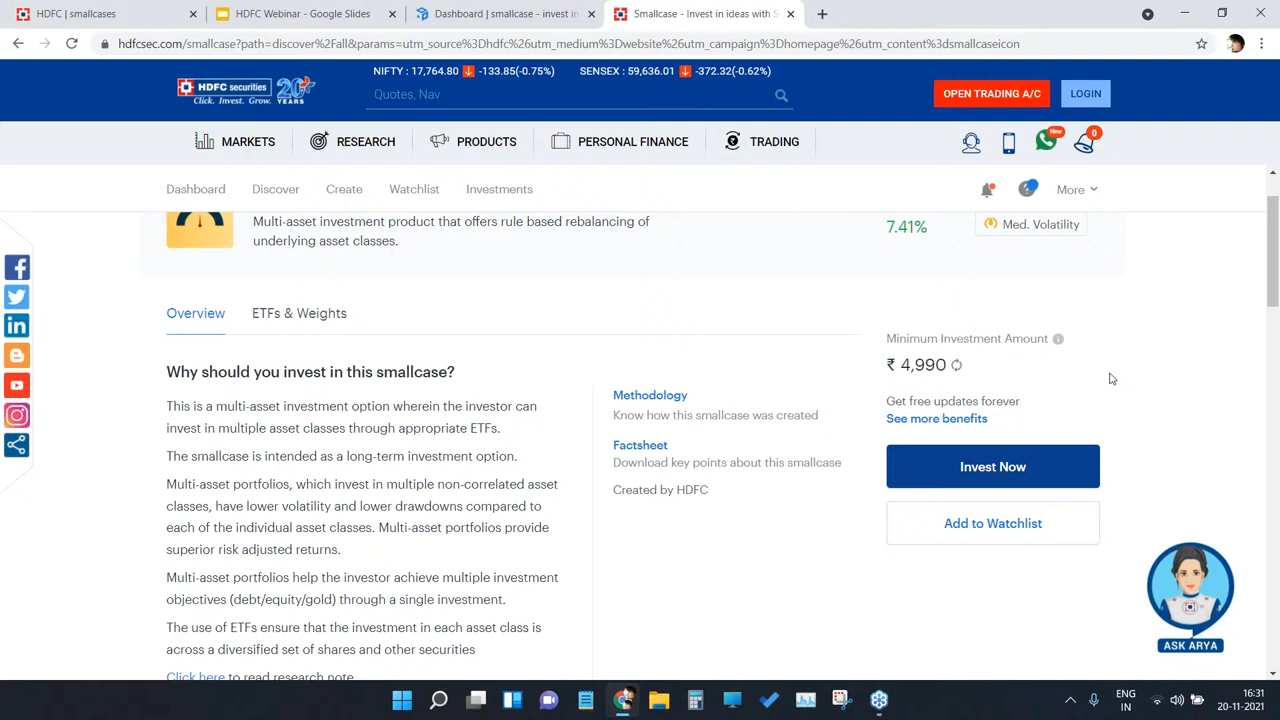 HDFC | smallcases
HDFC Webinar - Google Slides
Dashboard | smallcase - invest in
Smallcase - Invest in ideas with S
hdfcsec.com/smallcase?path=discover%2Fall&params=utm_source%3Dhdfc%26utm_medium%3Dwebsite%26utm_campaign%3Dhomepage%26utm_content%3dsmallcaseicon
HDFC securities
Click. Invest. Grow.
20 YEARS
NIFTY : 17,764.80 -133.85(-0.75%) SENSEX : 59,636.01 -372.32(-0.62%)
Quotes, Nav
OPEN TRADING A/C
LOGIN
MARKETS
RESEARCH
PRODUCTS
PERSONAL FINANCE
TRADING
New
0
Dashboard
Discover
Create
Watchlist
Investments
More
Multi-asset investment product that offers rule based rebalancing of
underlying asset classes.
7.41%
Med. Volatility
Overview
ETFs & Weights
Why should you invest in this smallcase?
This is a multi-asset investment option wherein the investor can
invest in multiple asset classes through appropriate ETFs.
The smallcase is intended as a long-term investment option.
Multi-asset portfolios, which invest in multiple non-correlated asset
classes, have lower volatility and lower drawdowns compared to
each of the individual asset classes. Multi-asset portfolios provide
superior risk adjusted returns.
Multi-asset portfolios help the investor achieve multiple investment
objectives (debt/equity/gold) through a single investment.
The use of ETFs ensure that the investment in each asset class is
across a diversified set of shares and other securities
Click here to read research note
Methodology
Know how this smallcase was created
Factsheet
Download key points about this smallcase
Created by HDFC
Minimum Investment Amount
₹ 4,990
Get free updates forever
See more benefits
Invest Now
Add to Watchlist
ASK ARYA
ENG
IN
16:31
20-11-2021